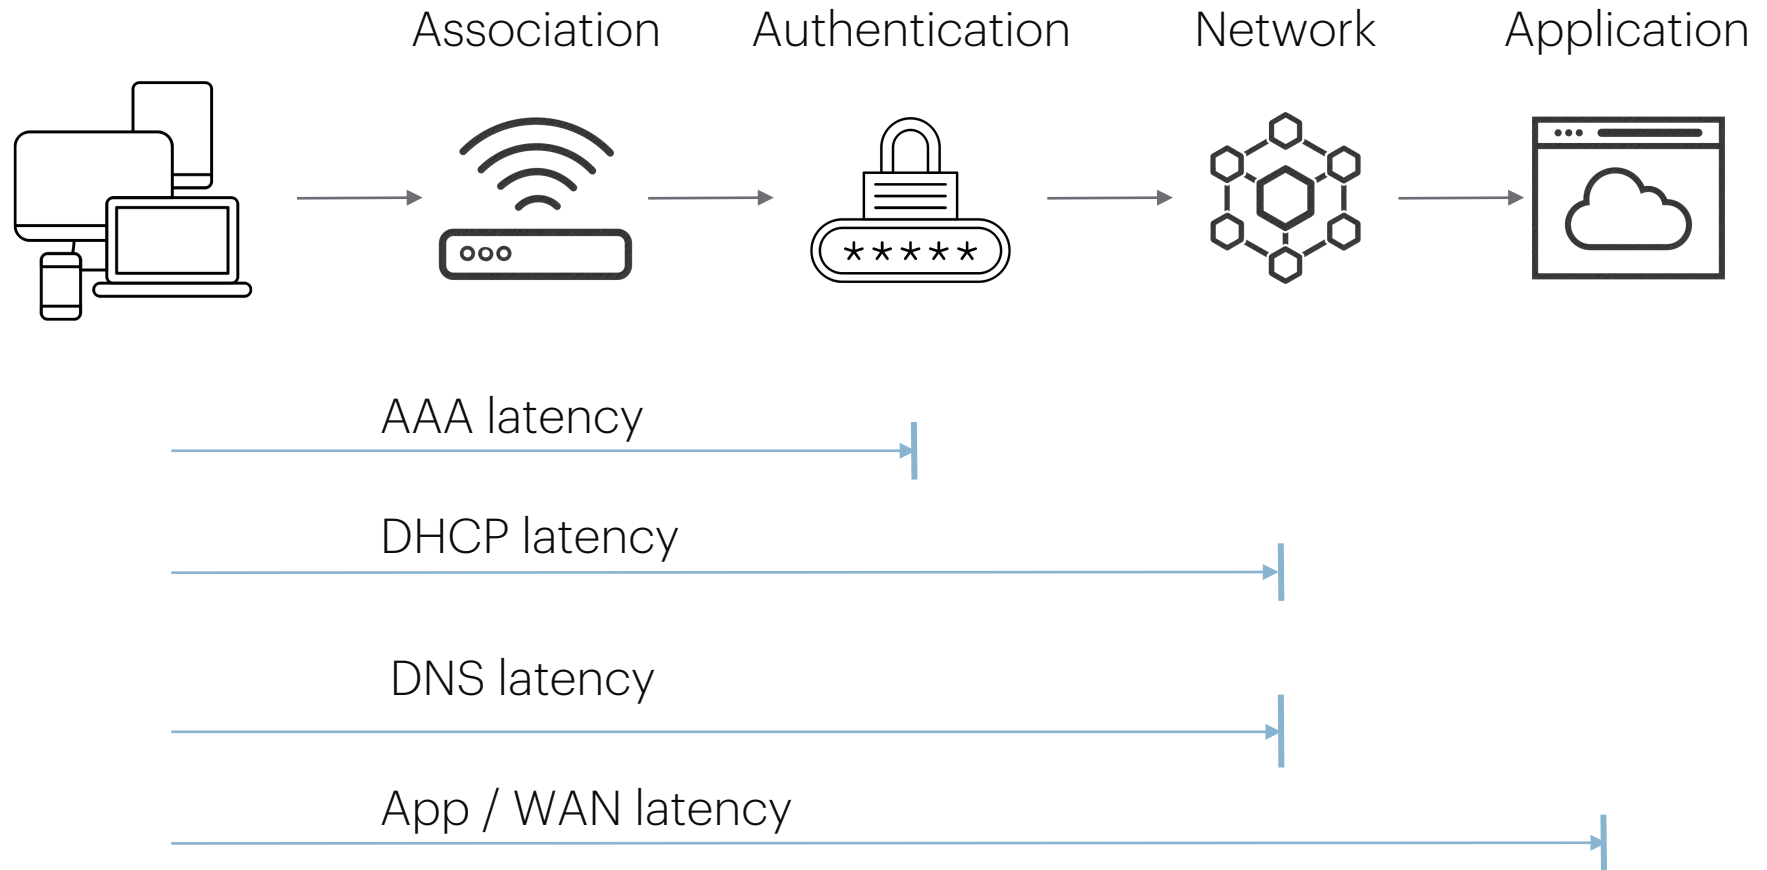 Association Authentication Network Application
*****
AAA latency
DHCP latency
DNS latency
App / WAN latency